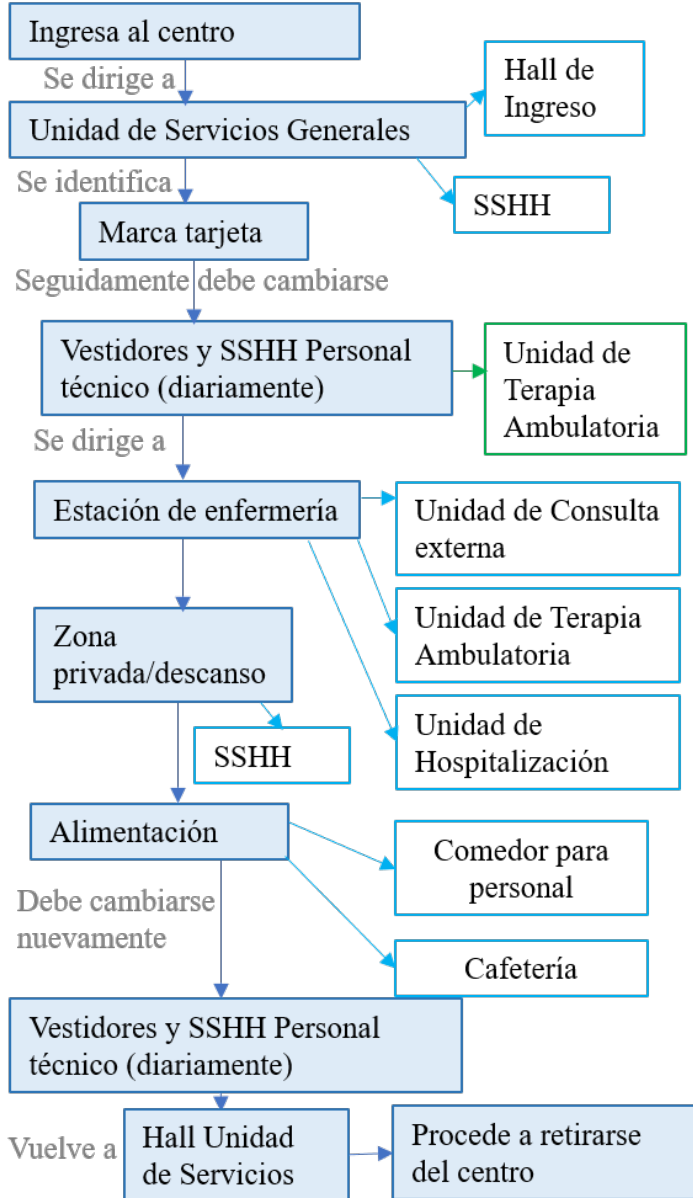 Ingresa al centro
Se dirige a
Hall de
Ingreso
Unidad de Servicios Generales
Se identifica
SSHH
Marca tarjeta
Seguidamente debe cambiarse
Vestidores y SSHH Personal
técnico (diariamente)
Unidad de
Terapia
Ambulatoria
Se dirige a
Estación de enfermería
Unidad de Consulta
externa
Unidad de Terapia
Ambulatoria
Zona
privada/descanso
SSHH
Unidad de
Hospitalización
Alimentación
Comedor para
personal
Debe cambiarse
nuevamente
Cafetería
Vestidores y SSHH Personal
técnico (diariamente)
Vuelve a
Hall Unidad
de Servicios
Procede a retirarse
del centro